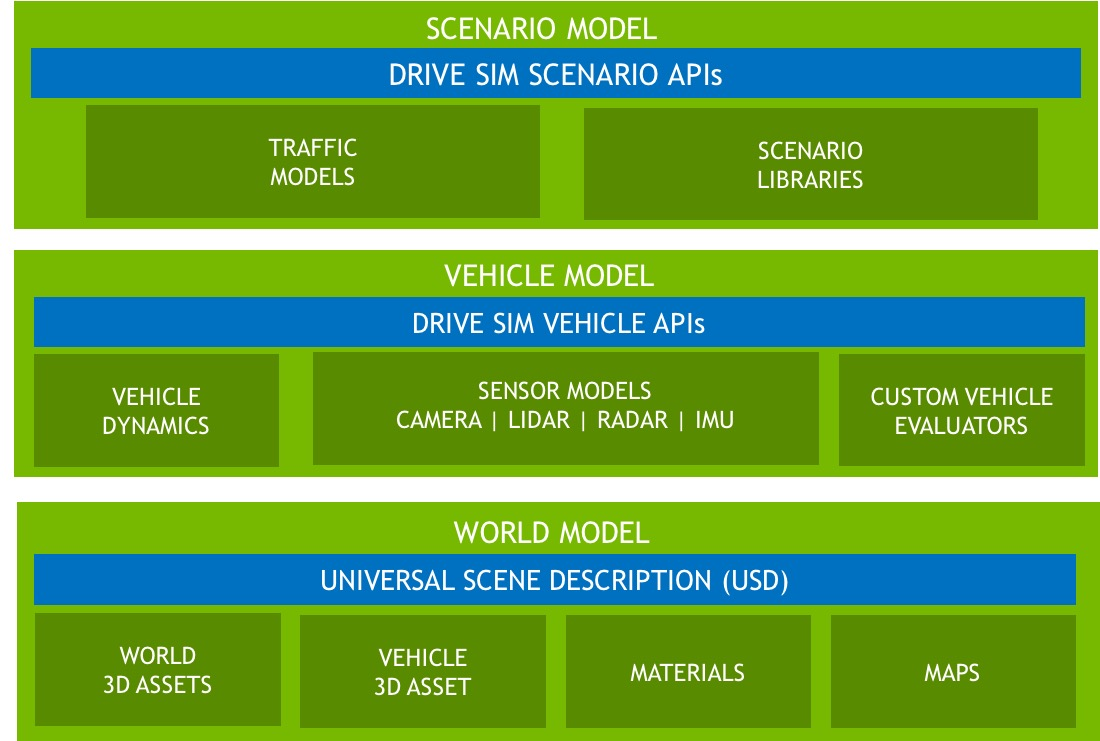 SCENARIO MODEL
DRIVE SIM SCENARIO APIs
TRAFFIC
MODELS
SCENARIO
LIBRARIES
VEHICLE MODEL
DRIVE SIM VEHICLE APIs
VEHICLE
DYNAMICS
SENSOR MODELS
CAMERA | LIDAR | RADAR | IMU
CUSTOM VEHICLE
EVALUATORS
WORLD MODEL
UNIVERSAL SCENE DESCRIPTION (USD)
WORLD
3D ASSETS
VEHICLE
3D ASSET
MATERIALS
MAPS